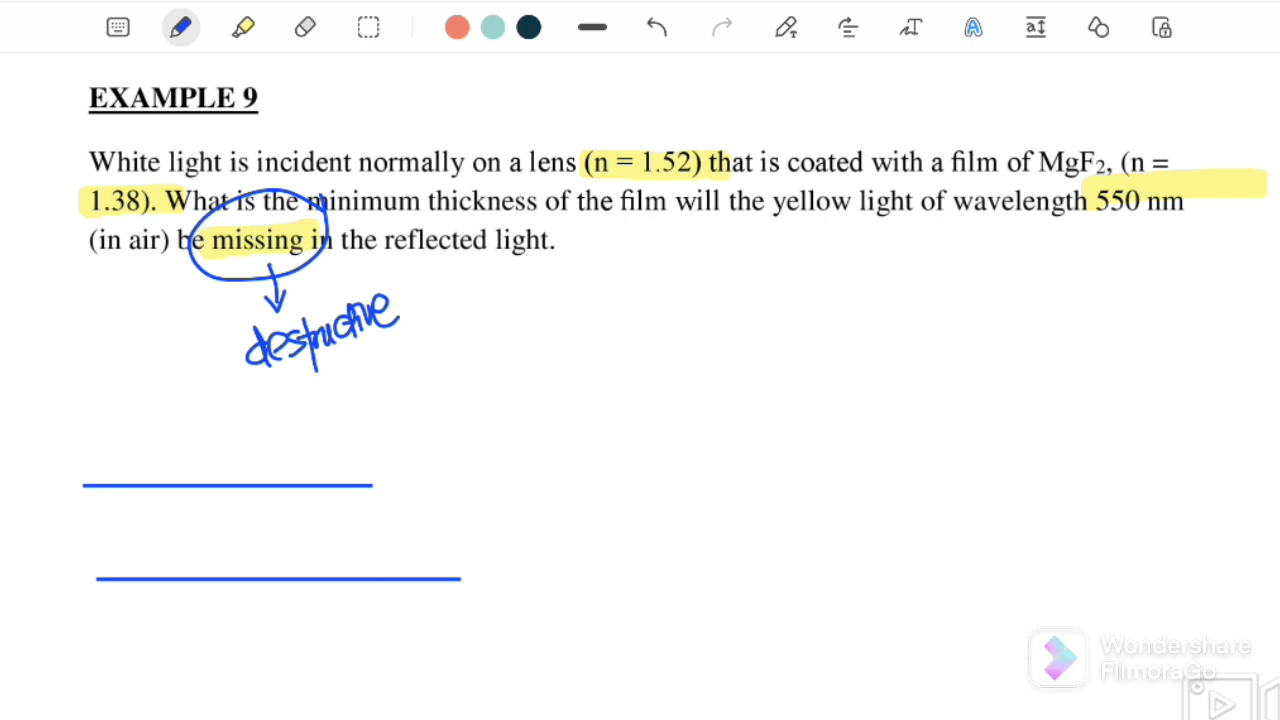 EXAMPLE 9
White light is incident normally on a lens (n = 1.52) that is coated with a film of MgF2, (n =
1.38). What is the minimum thickness of the film will the yellow light of wavelength 550 nm
(in air) be missing in the reflected light.
destructive
Wondershare
FilmoraGo